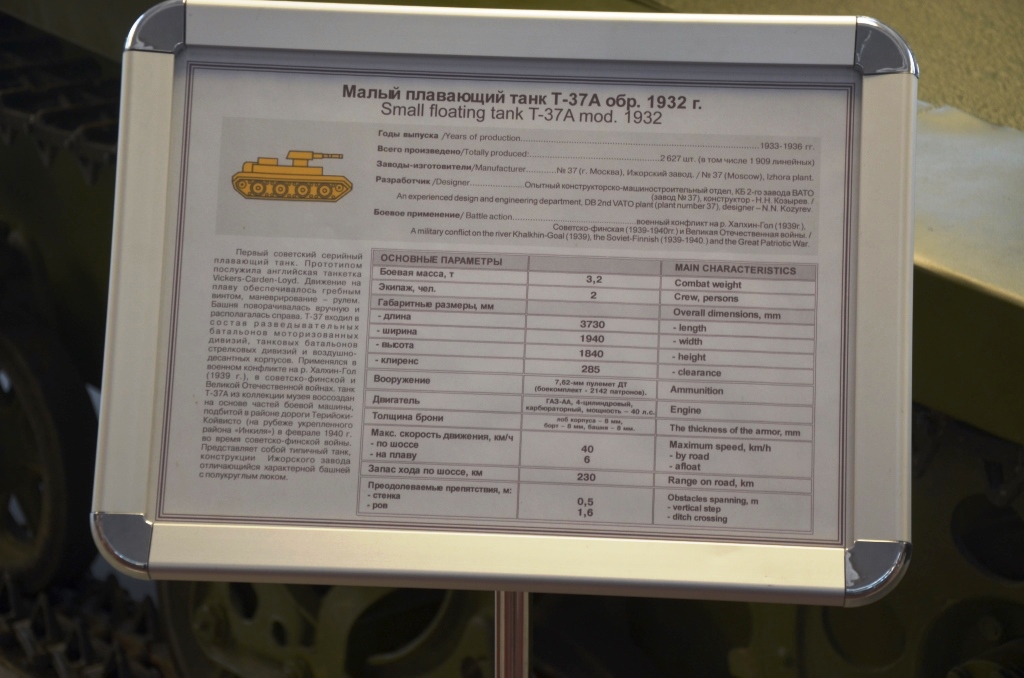 Малый плавающий танк Т-37А обр. 1932 г.
Small floating tank T-37A mod. 1932
Годы выпуска /Years of production........1933-1936 гг.
Всего произведено/Totally produced:........2 627 шт. (в том числе 1 909 линейных)
Заводы-изготовители/Manufacturer........№ 37 (г. Москва), Ижорский завод. / № 37 (Moscow), Izhora plant.
Разработчик /Designer........Опытный конструкторско-машиностроительный отдел, КБ 2-го завода ВАТО
(завод № 37), конструктор - Н.Н. Козырев. /
An experienced design and engineering department, DB 2nd VATO plant (plant number 37), designer – N.N. Kozyrev.
Боевое применение/ Battle action........военный конфликт на р. Халхин-Гол (1939г.),
Советско-финская (1939-1940гг.) и Великая Отечественная войны. /
A military conflict on the river Khalkhin-Goal (1939), the Soviet-Finnish (1939-1940 ) and the Great Patriotic War.
Первый советский серийный
плавающий танк. Прототипом
послужила английская танкетка
Vickers-Carden-Loyd. Движение на
плаву обеспечивалось гребным
винтом, маневрирование – рулем.
Башня поворачивалась вручную и
располагалась справа. Т-37 входил в
состав разведывательных
батальонов моторизованных
дивизий, танковых батальонов
стрелковых дивизий и воздушно-
десантных корпусов. Применялся в
военном конфликте на р. Халхин-Гол
(1939 г.), в советско-финской и
Великой Отечественной войнах. танк
Т-37А из коллекции музея воссоздан
на основе частей боевой машины,
подбитой в районе дороги Терийоки-
Койвисто (на рубеже укрепленного
района «Инкиля») в феврале 1940 г.
во время советско-финской войны.
Представляет собой типичный танк,
конструкции Ижорского завода
отличающийся характерной башней
с полукруглым люком.
ОСНОВНЫЕ ПАРАМЕТРЫ MAIN CHARACTERISTICS
Боевая масса, т 3,2 Combat weight
Экипаж, чел. 2 Crew, persons
Габаритные размеры, мм Overall dimensions, mm
- длина 3730 - length
- ширина 1940 - width
- высота 1840 - height
- клиренс 285 - clearance
Вооружение 7,62-мм пулемет ДТ Ammunition
(боекомплект - 2142 патронов).
Двигатель ГАЗ-АА, 4-цилиндровый, Engine
карбюраторный, мощность – 40 л.с.
Толщина брони лоб корпуса – 8 мм, The thickness of the armor, mm
борт – 8 мм, башня – 8 мм.
Макс. скорость движения, км/ч Maximum speed, km/h
- по шоссе 40 - by road
- на плаву 6 - afloat
Запас хода по шоссе, км 230 Range on road, km
Преодолеваемые препятствия, м: Obstacles spanning, m
- стенка 0,5 - vertical step
- ров 1,6 - ditch crossing